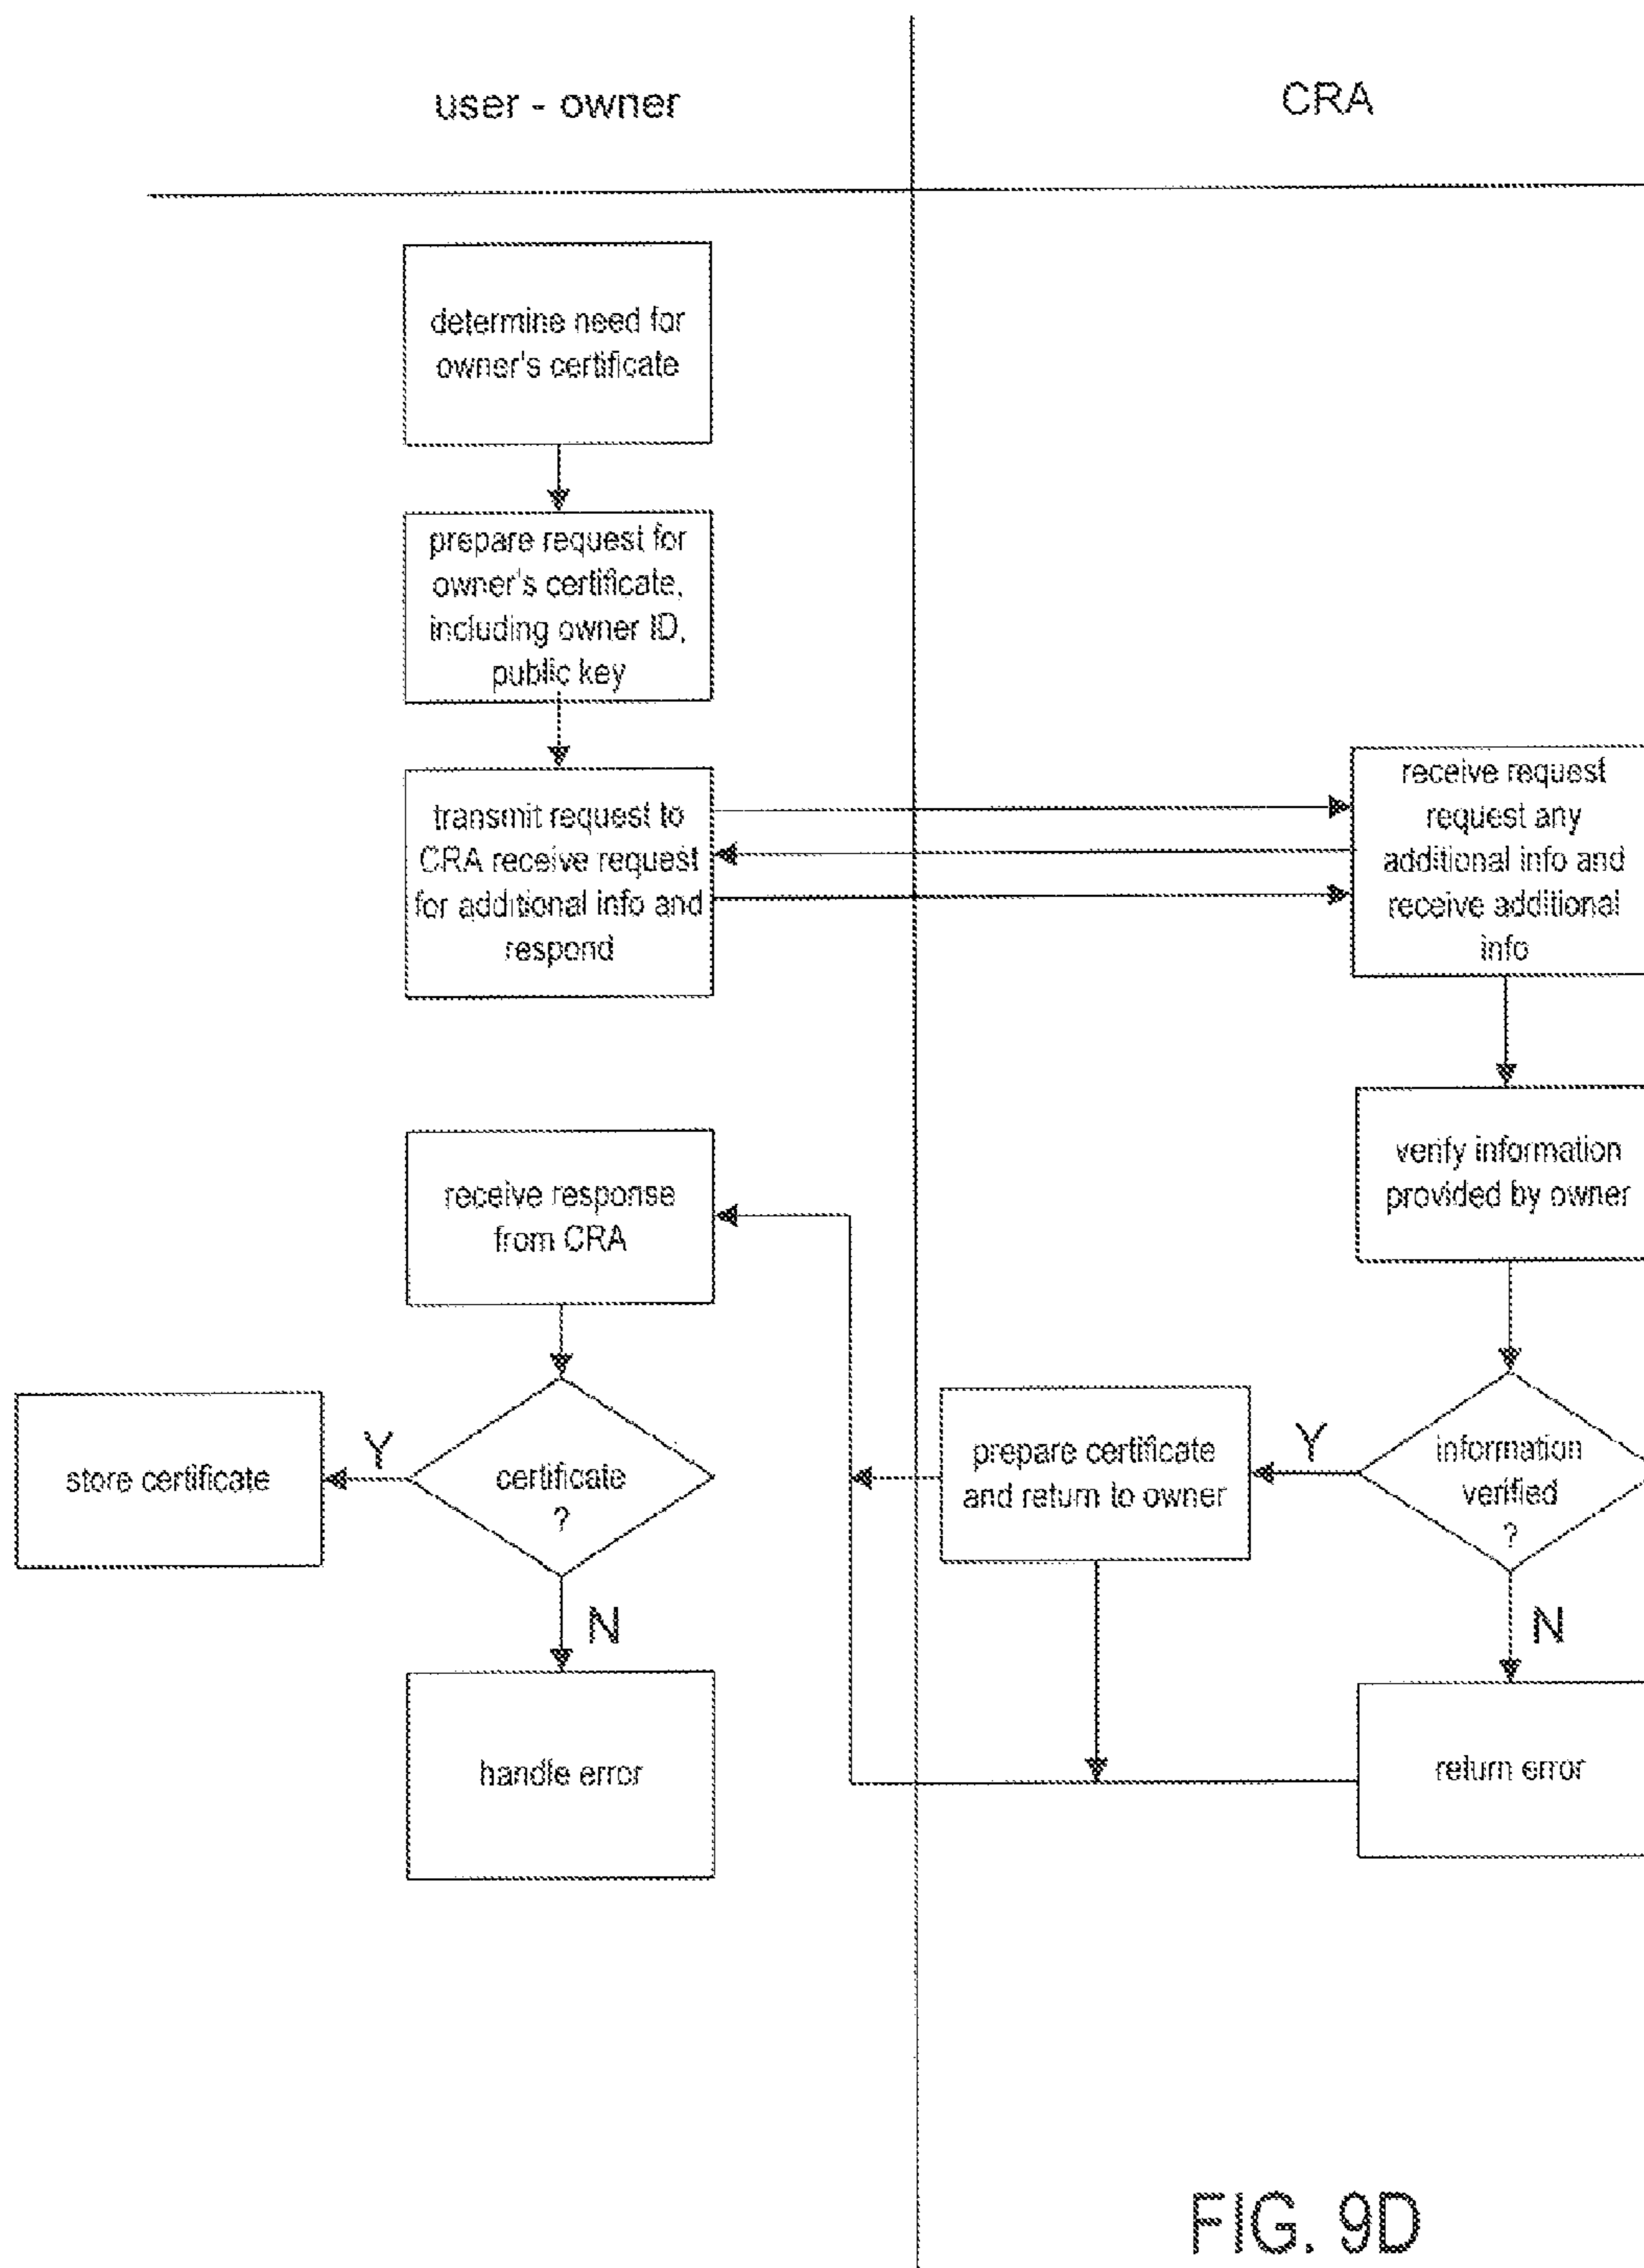 user - owner
CRA
determine need for
owner's certificate
prepare request for
owner's certificate,
including owner ID,
public key
transmit request to
CRA receive request
for additional info and
respond
receive request
request any
additional info and
receive additional
info
verify information
provided by owner
receive response
from CRA
store certificate
Y
certificate
?
N
handle error
prepare certificate
and return to owner
Y
information
verified
?
N
return error
FIG. 9D